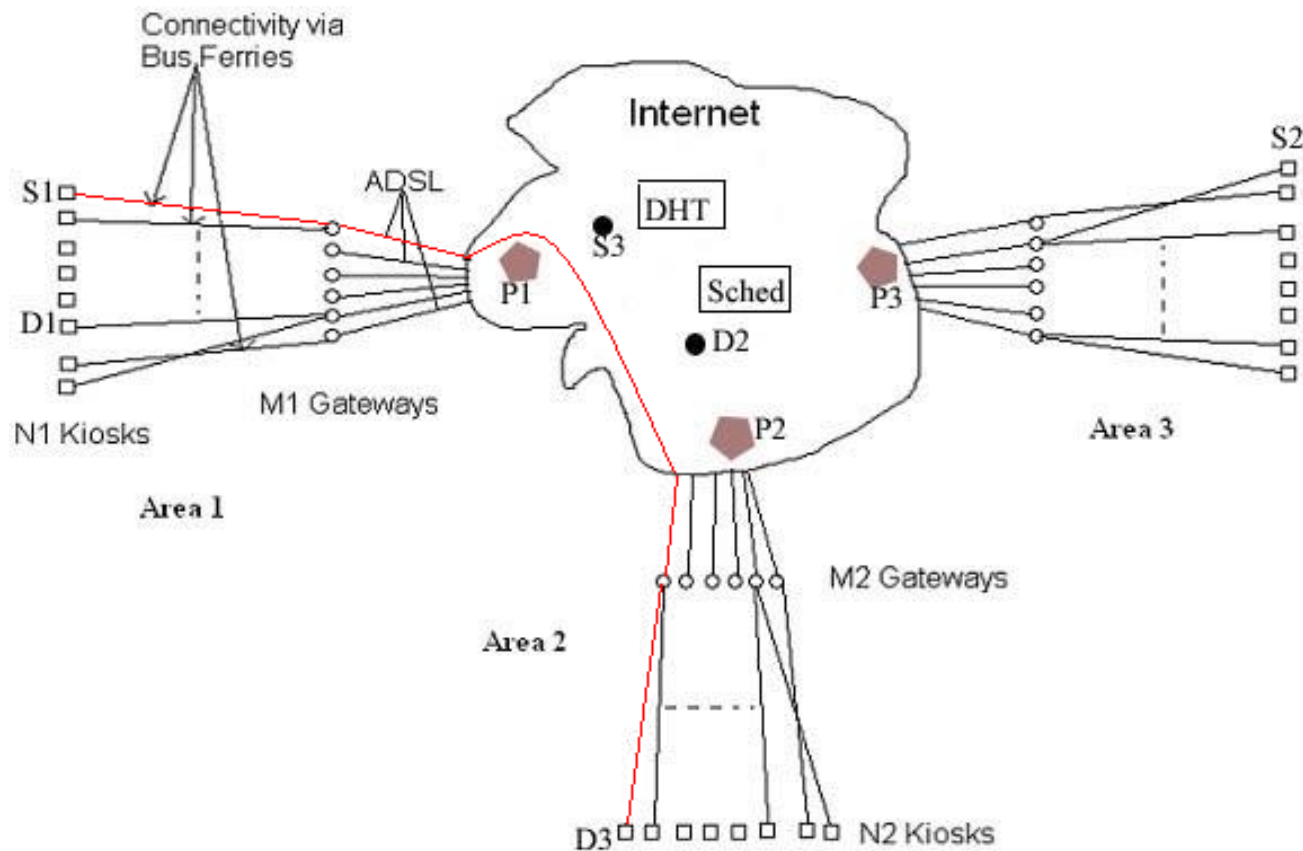 Connectivity via
Bus Ferries
Internet
S2
S1
ADSL
DHT
S3
P1
Sched
P3
D1
D2
M1 Gateways
P2
N1 Kiosks
Area 3
Area 1
M2 Gateways
Area 2
D3
N2 Kiosks